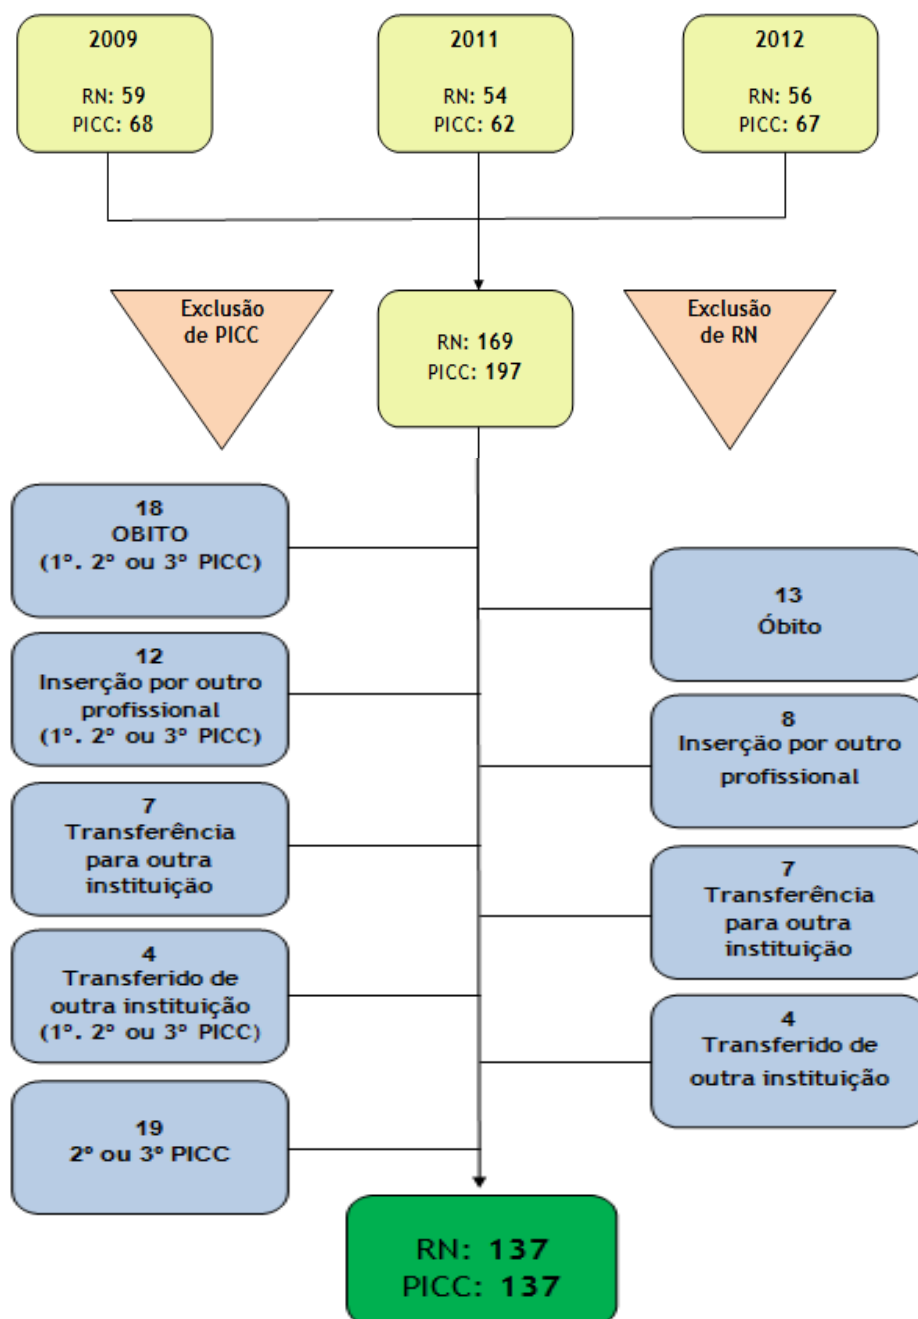 2009
RN: 59
PICC: 68
2011
RN: 54
PICC: 62
2012
RN: 56
PICC: 67
Exclusão
de PICC
RN: 169
PICC: 197
Exclusão
de RN
18
OBITO
(1º. 2º ou 3º PICC)
12
Inserção por outro
profissional
(1º. 2º ou 3º PICC)
7
Transferência
para outra
instituição
4
Transferido de
outra instituição
(1º. 2º ou 3º PICC)
19
2º ou 3º PICC
13
Óbito
8
Inserção por outro
profissional
7
Transferência
para outra
instituição
4
Transferido de
outra instituição
RN: 137
PICC: 137